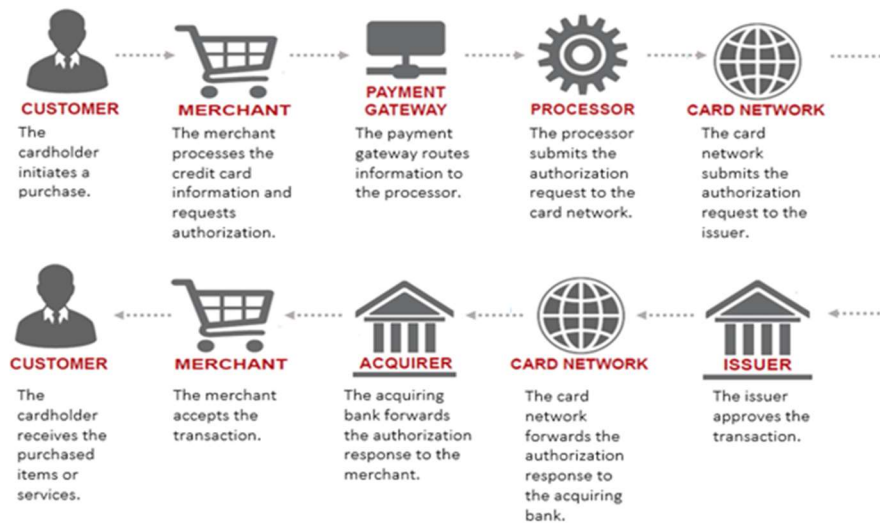 CUSTOMER
The
cardholder
initiates a
purchase.
MERCHANT
The merchant
processes the
credit card
information and
requests
authorization.
PAYMENT
GATEWAY
The payment
gateway routes
information to
the processor.
PROCESSOR
The processor
submits the
authorization
request to the
card network.
CARD NETWORK
The card
network
submits the
authorization
request to the
issuer.
CUSTOMER
The
cardholder
receives the
purchased
items or
services.
MERCHANT
The merchant
accepts the
transaction.
ACQUIRER
The acquiring
bank forwards
the authorization
response to the
merchant.
CARD NETWORK
The card
network
forwards the
authorization
response to
the acquiring
bank.
ISSUER
The issuer
approves the
transaction.